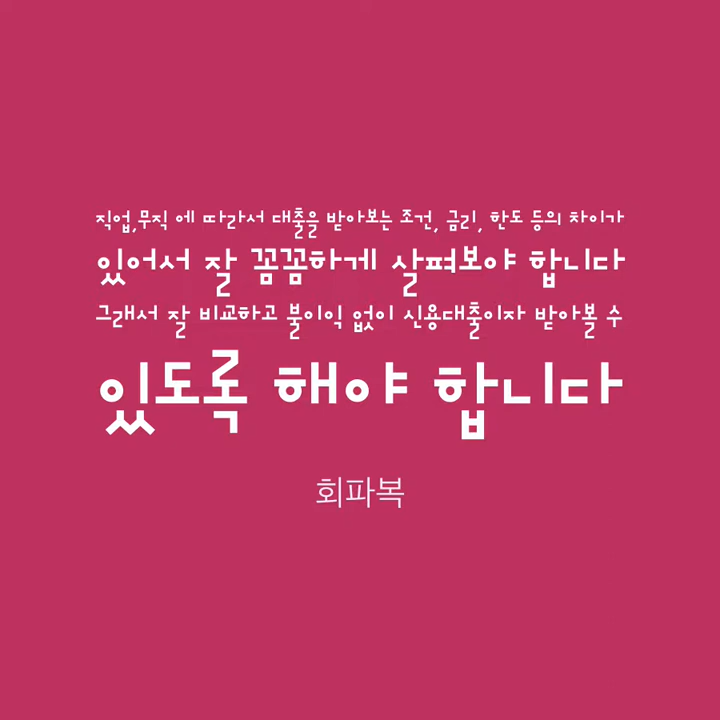 직업,무직 에 따라서 대출을 받아보는 조건, 금리, 한도 등의 차이가
있어서 잘 꼼꼼하게 살펴보야 합니다
그래서 잘 비교하고 불이익 없이 신용대출이자 받아볼 수
있도록 해야 합니다
회파복